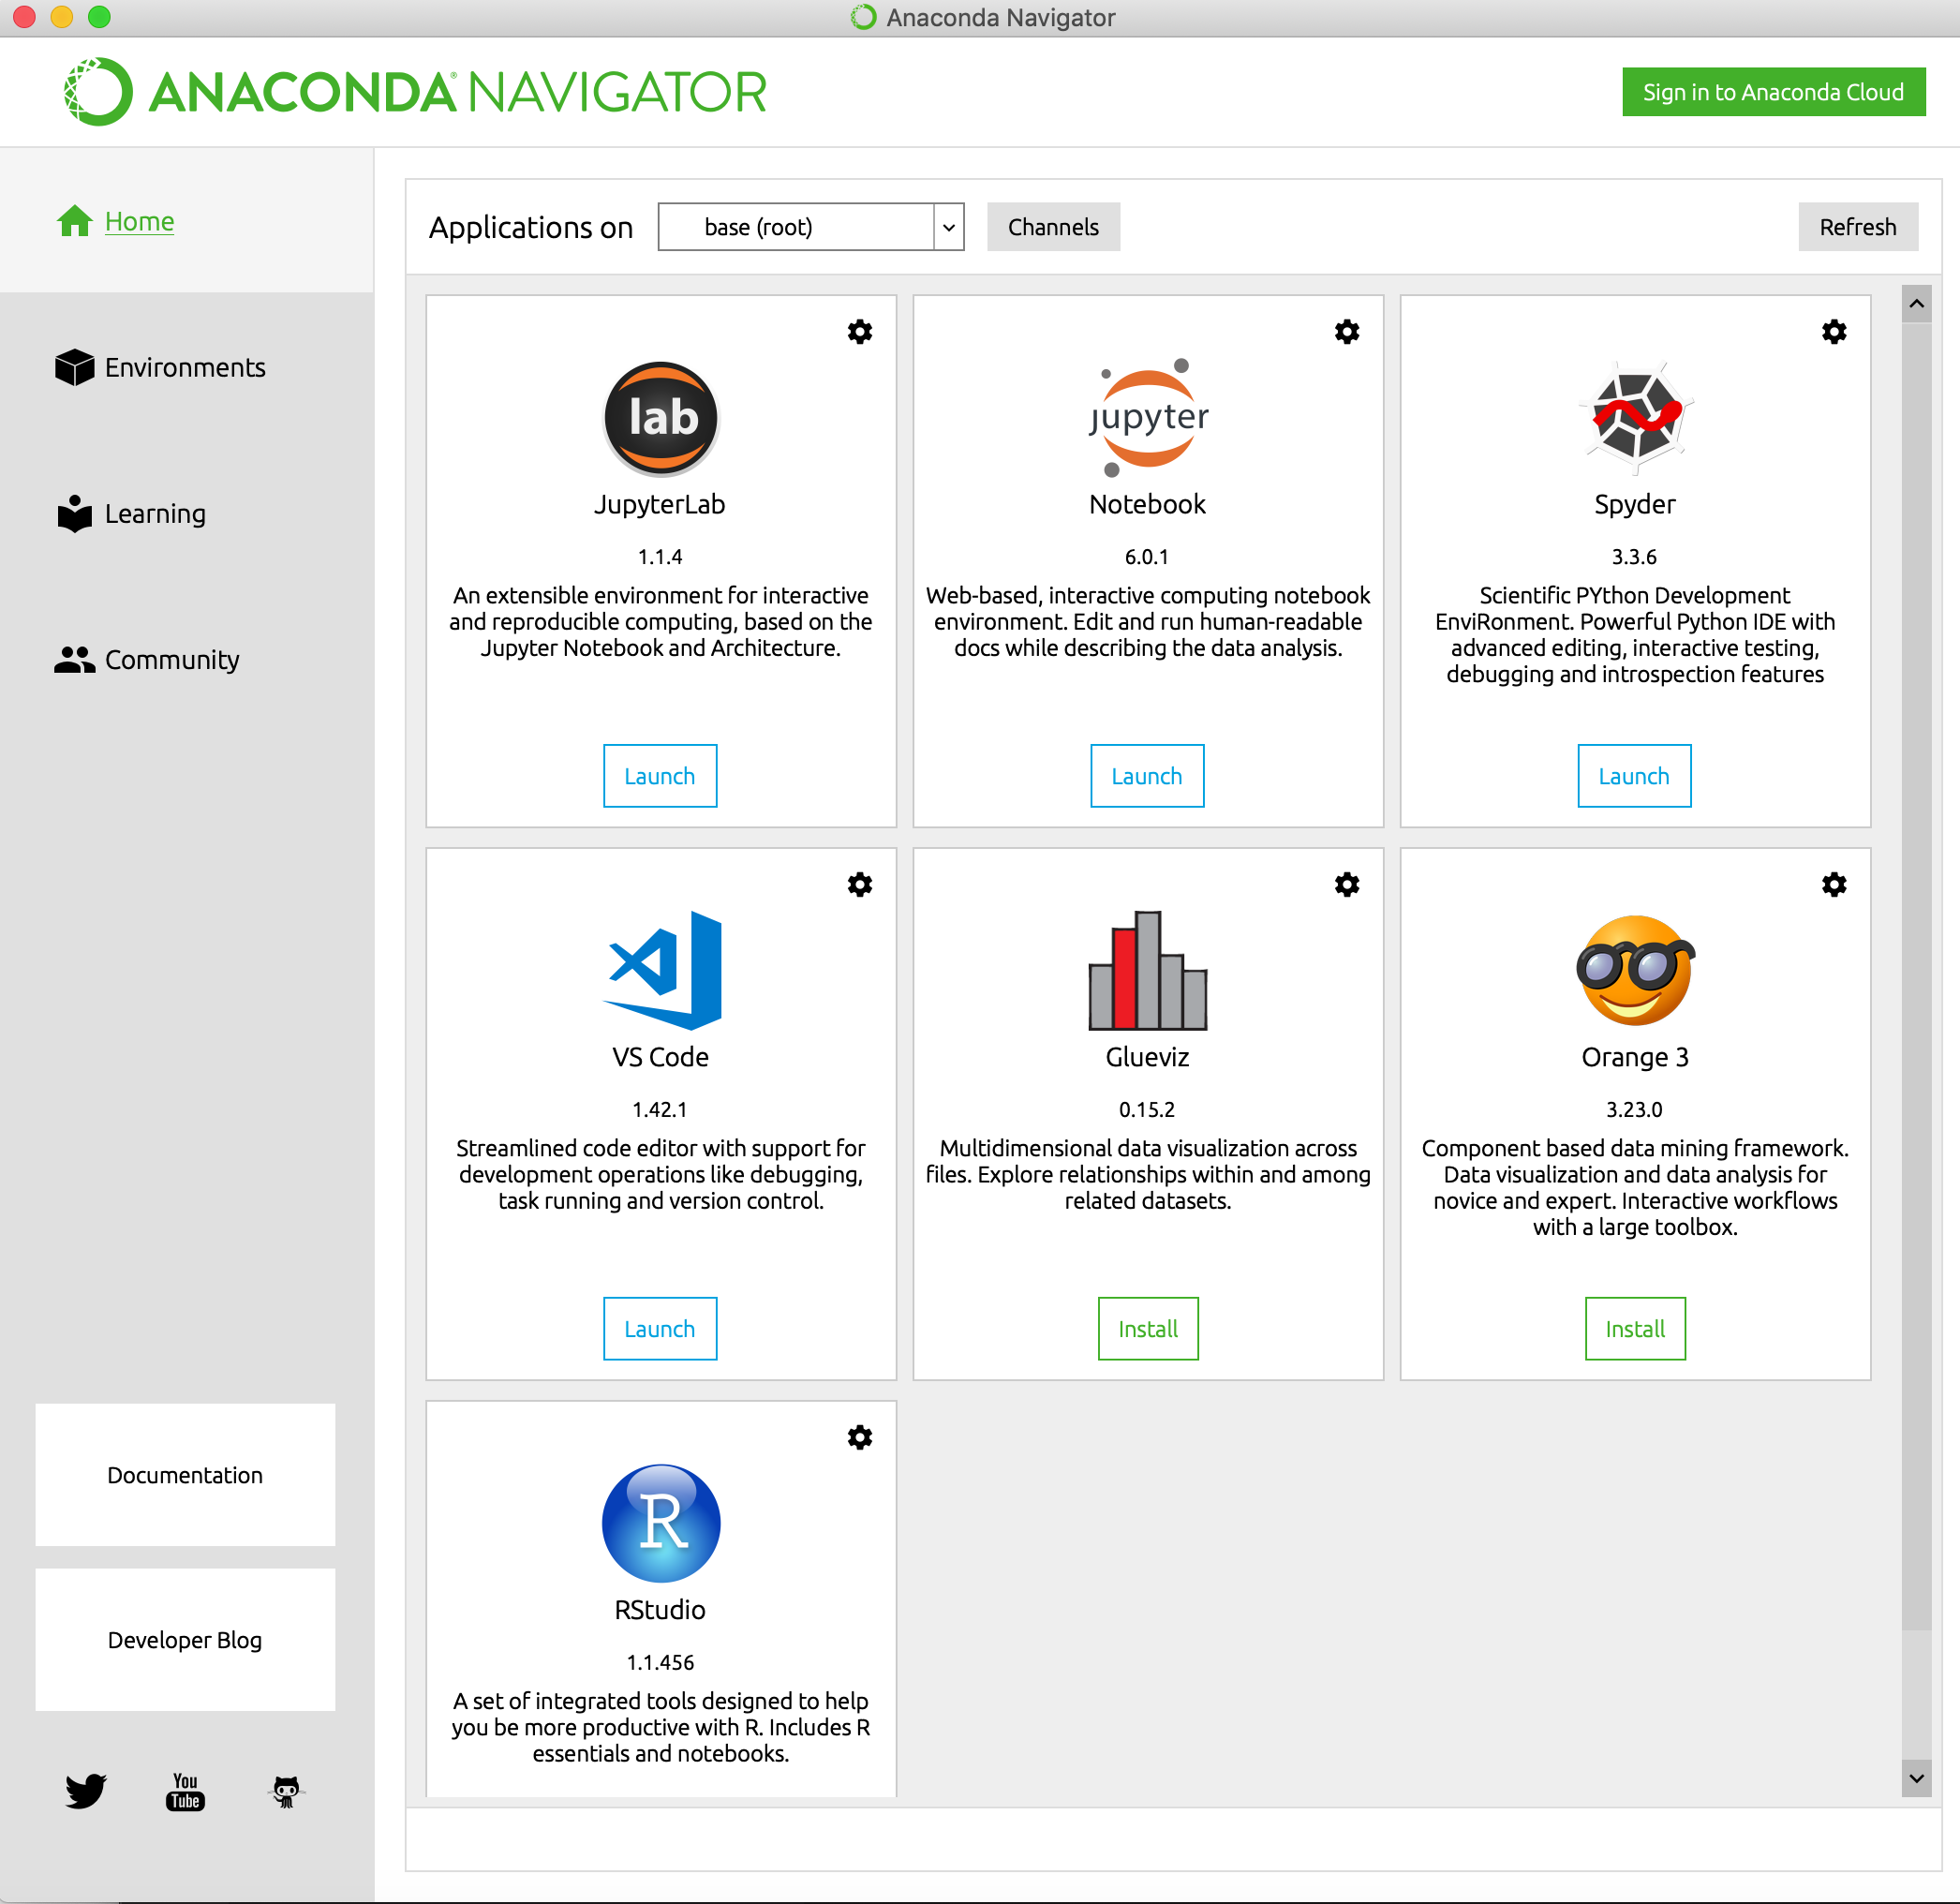 Anaconda Navigator
ANACONDA® NAVIGATOR
Sign in to Anaconda Cloud
Home
Environments
Learning
Community
Documentation
Developer Blog
You
Tube
Applications on
base (root)
Channels
Refresh
lab
JupyterLab
1.1.4
An extensible environment for interactive
and reproducible computing, based on the
Jupyter Notebook and Architecture.
Launch
jupyter
Notebook
6.0.1
Web-based, interactive computing notebook
environment. Edit and run human-readable
docs while describing the data analysis.
Launch
Spyder
3.3.6
Scientific PYthon Development
EnviRonment. Powerful Python IDE with
advanced editing, interactive testing,
debugging and introspection features
Launch
VS Code
1.42.1
Streamlined code editor with support for
development operations like debugging,
task running and version control.
Launch
Glueviz
0.15.2
Multidimensional data visualization across
files. Explore relationships within and among
related datasets.
Install
Orange 3
3.23.0
Component based data mining framework.
Data visualization and data analysis for
novice and expert. Interactive workflows
with a large toolbox.
Install
R
RStudio
1.1.456
A set of integrated tools designed to help
you be more productive with R. Includes R
essentials and notebooks.